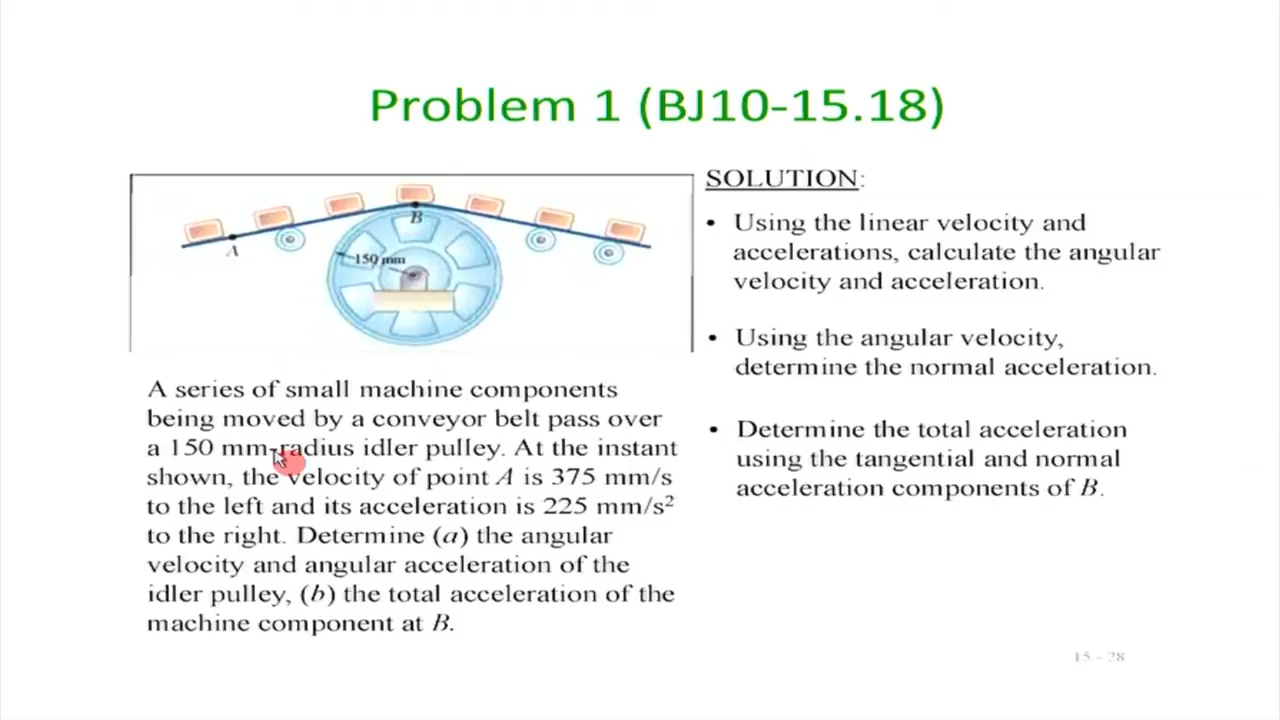 Problem 1 (BJ10-15.18)
B
A
150 mm
A series of small machine components
being moved by a conveyor belt pass over
a 150 mm-radius idler pulley. At the instant
shown, the velocity of point A is 375 mm/s
to the left and its acceleration is 225 mm/s²
to the right. Determine (a) the angular
velocity and angular acceleration of the
idler pulley, (b) the total acceleration of the
machine component at B.
SOLUTION:
• Using the linear velocity and
accelerations, calculate the angular
velocity and acceleration.
• Using the angular velocity,
determine the normal acceleration.
• Determine the total acceleration
using the tangential and normal
acceleration components of B.
15 - 28